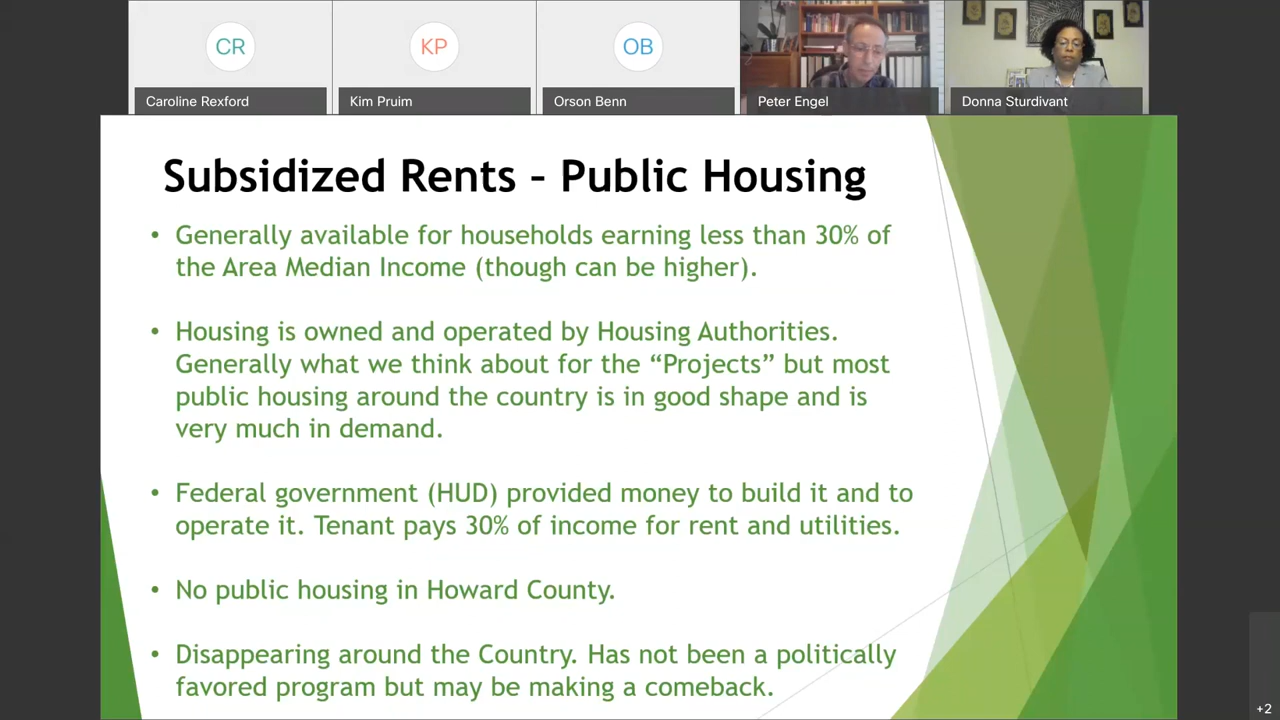 CR
KP
OB
Caroline Rexford
Kim Pruim
Orson Benn
Peter Engel
Donna Sturdivant
Subsidized Rents – Public Housing
• Generally available for households earning less than 30% of
the Area Median Income (though can be higher).
• Housing is owned and operated by Housing Authorities.
Generally what we think about for the “Projects” but most
public housing around the country is in good shape and is
very much in demand.
• Federal government (HUD) provided money to build it and to
operate it. Tenant pays 30% of income for rent and utilities.
• No public housing in Howard County.
• Disappearing around the Country. Has not been a politically
favored program but may be making a comeback.
+2